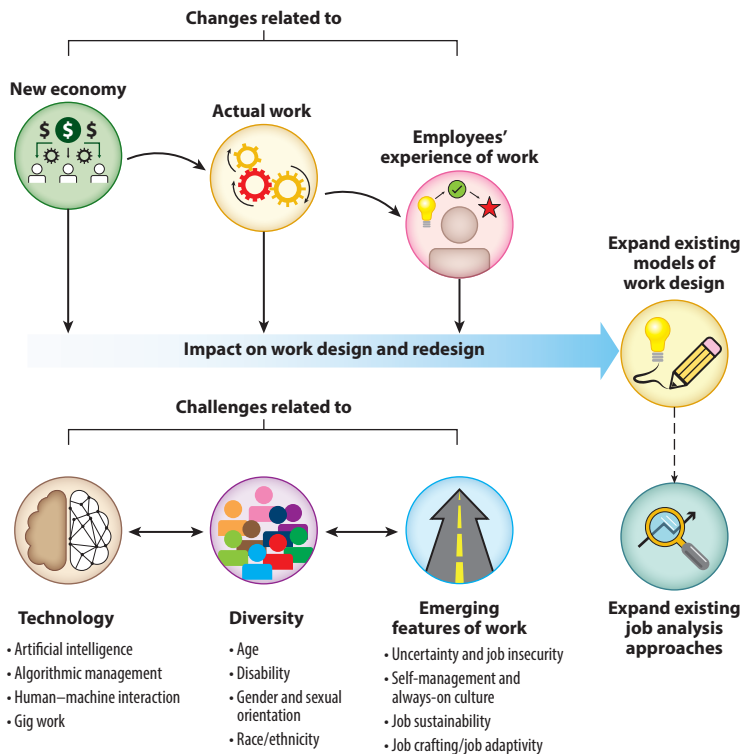 Changes related to
New economy
$ $ $
Actual work
Employees’
experience of work
Expand existing
models of
work design
Impact on work design and redesign
Challenges related to
Technology
• Artificial intelligence
• Algorithmic management
• Human–machine interaction
• Gig work
Diversity
• Age
• Disability
• Gender and sexual
orientation
• Race/ethnicity
Emerging
features of work
• Uncertainty and job insecurity
• Self-management and
always-on culture
• Job sustainability
• Job crafting/job adaptivity
Expand existing
job analysis
approaches